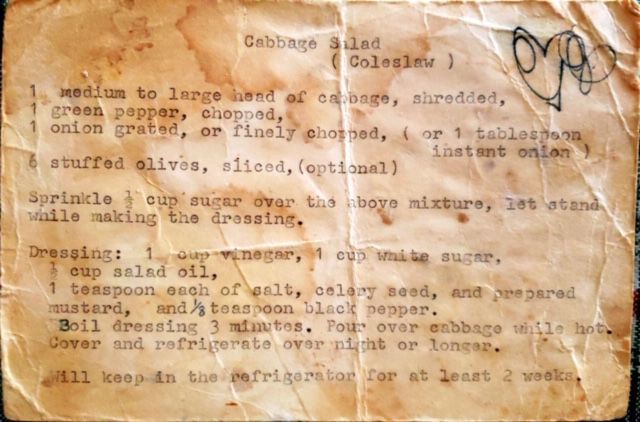 Cabbage Salad
( Coleslaw )
1 medium to large head of cabbage, shredded,
1 green pepper, chopped,
1 onion grated, or finely chopped, ( or 1 tablespoon
instant onion )
6 stuffed olives, sliced,(optional)
Sprinkle ½ cup sugar over the above mixture, let stand
while making the dressing.
Dressing: 1 cup vinegar, 1 cup white sugar,
½ cup salad oil,
1 teaspoon each of salt, celery seed, and prepared
mustard, and ⅛ teaspoon black pepper.
Boil dressing 3 minutes. Pour over cabbage while hot.
Cover and refrigerate over night or longer.
Will keep in the refrigerator for at least 2 weeks.